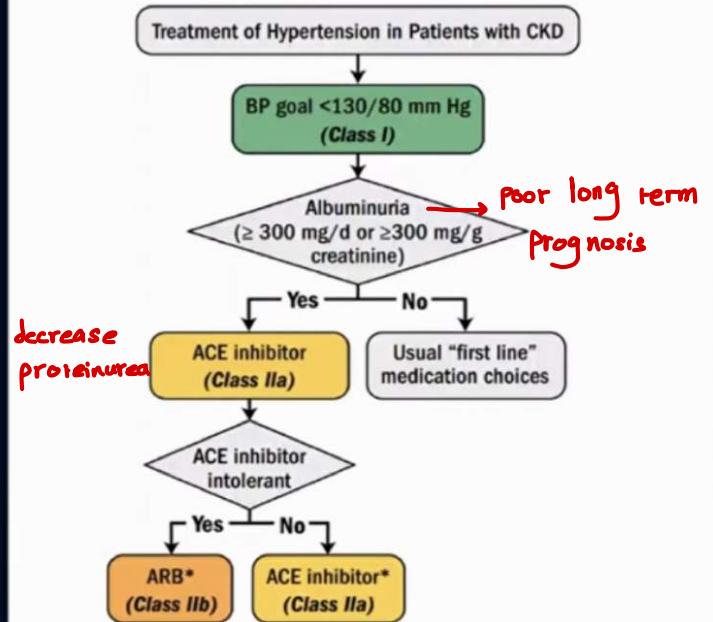 Treatment of Hypertension in Patients with CKD
BP goal <130/80 mm Hg
(Class I)
Albuminuria
(≥ 300 mg/d or ≥300 mg/g
creatinine)
Poor long term
prognosis
Yes
No
decrease
proteinurea
ACE inhibitor
(Class IIa)
Usual "first line"
medication choices
ACE inhibitor
intolerant
Yes
No
ARB*
(Class IIb)
ACE inhibitor*
(Class IIa)